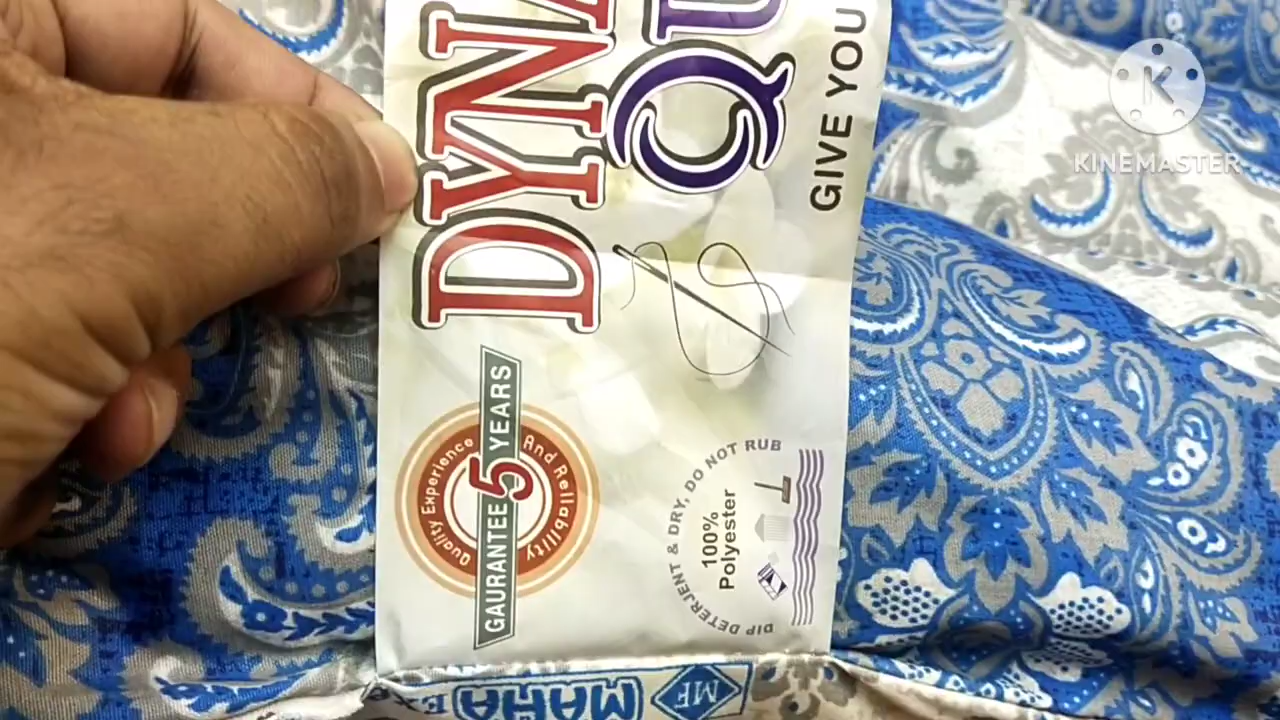 DYNA
QU
GIVE YOU
Quality Experience
And Reliability
GAURANTEE 5 YEARS
DIP DETERJENT & DRY, DO NOT RUB
100%
Polyester
MAHA
EX
MF
K
KINEMASTER